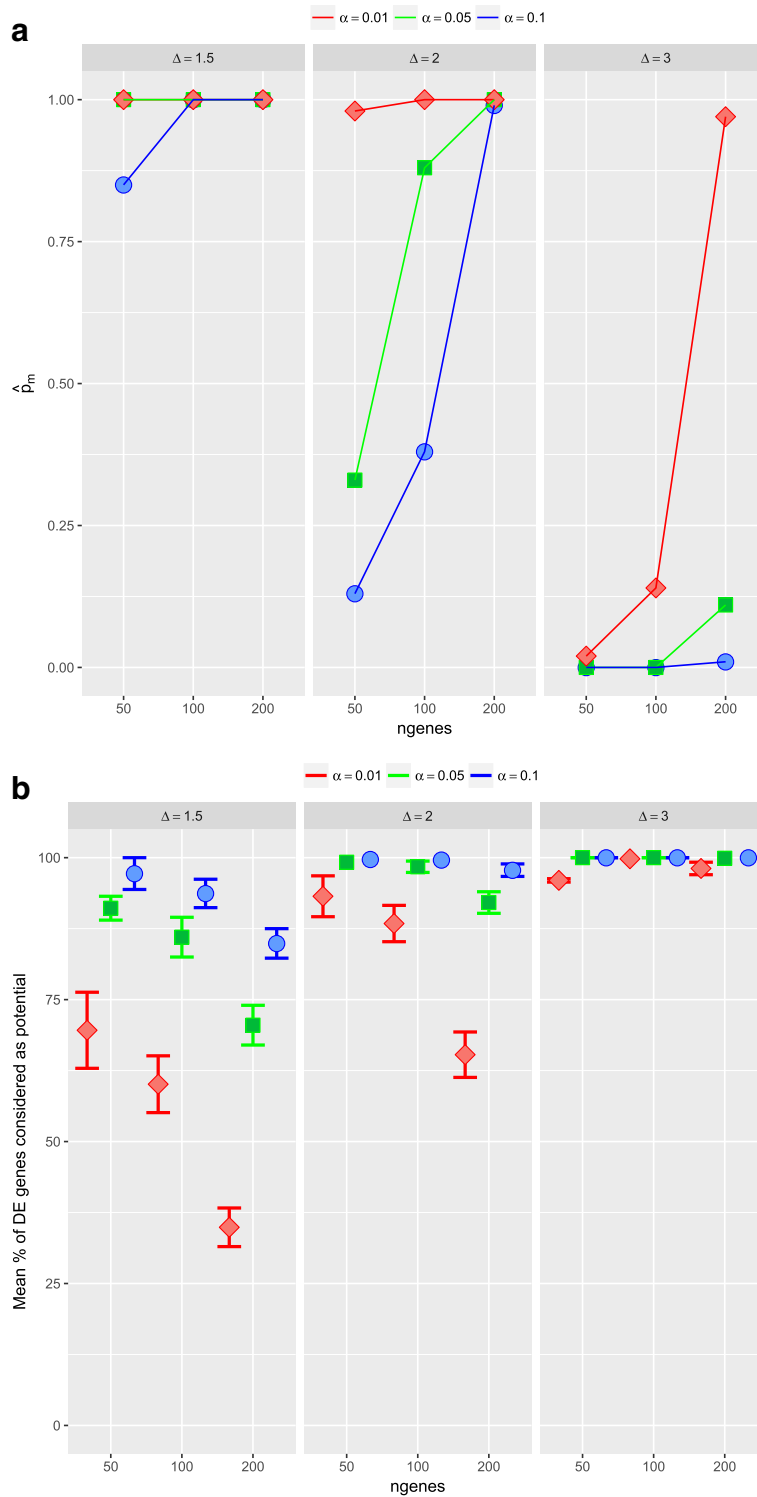 a
α = 0.01 α = 0.05 α = 0.1
Δ = 1.5 Δ = 2 Δ = 3
1.00
0.75
0.50
0.25
0.00
p̂m
50 100 200 50 100 200 50 100 200
ngenes
b
α = 0.01 α = 0.05 α = 0.1
Δ = 1.5 Δ = 2 Δ = 3
100
75
50
25
0
Mean % of DE genes considered as potential
50 100 200 50 100 200 50 100 200
ngenes